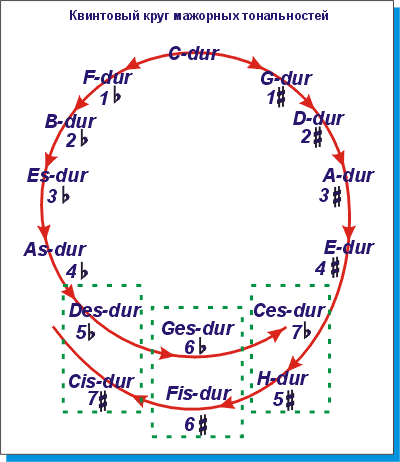 Квинтовый круг мажорных тональностей
C-dur
F-dur
1♭
G-dur
1♯
B-dur
2♭
D-dur
2♯
Es-dur
3♭
A-dur
3♯
As-dur
4♭
E-dur
4♯
Des-dur
5♭
Ges-dur
6♭
Ces-dur
7♭
Cis-dur
7♯
Fis-dur
6♯
H-dur
5♯